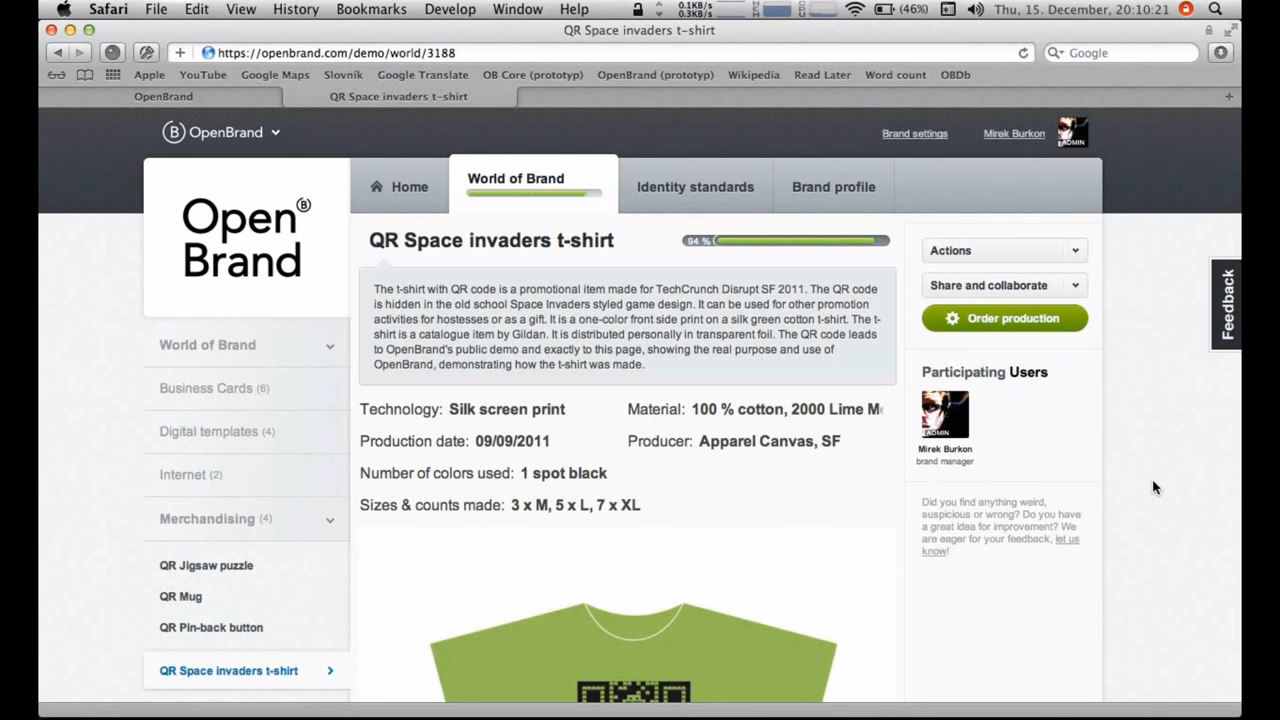 Safari File Edit View History Bookmarks Develop Window Help 0.1KB/s 0.3KB/s (46%) Thu, 15. December, 20:10:21
QR Space invaders t-shirt
https://openbrand.com/demo/world/3188 Google
Apple YouTube Google Maps Slovník Google Translate OB Core (prototyp) OpenBrand (prototyp) Wikipedia Read Later Word count OBDb
OpenBrand QR Space invaders t-shirt
B OpenBrand Brand settings Mirek Burkon ADMIN
Home World of Brand Identity standards Brand profile
Open B
Brand
QR Space invaders t-shirt 94 %
The t-shirt with QR code is a promotional item made for TechCrunch Disrupt SF 2011. The QR code
is hidden in the old school Space Invaders styled game design. It can be used for other promotion
activities for hostesses or as a gift. It is a one-color front side print on a silk green cotton t-shirt. The t-
shirt is a catalogue item by Gildan. It is distributed personally in transparent foil. The QR code leads
to OpenBrand's public demo and exactly to this page, showing the real purpose and use of
OpenBrand, demonstrating how the t-shirt was made.
Technology: Silk screen print Material: 100 % cotton, 2000 Lime M
Production date: 09/09/2011 Producer: Apparel Canvas, SF
Number of colors used: 1 spot black
Sizes & counts made: 3 x M, 5 x L, 7 x XL
World of Brand
Business Cards (6)
Digital templates (4)
Internet (2)
Merchandising (4)
QR Jigsaw puzzle
QR Mug
QR Pin-back button
QR Space invaders t-shirt
Actions
Share and collaborate
Order production
Participating Users
ADMIN
Mirek Burkon
brand manager
Did you find anything weird,
suspicious or wrong? Do you have
a great idea for improvement? We
are eager for your feedback, let us
know!
Feedback